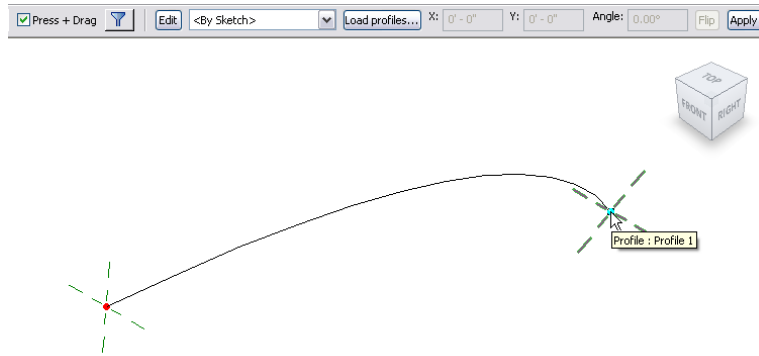 Press + Drag Edit <By Sketch> Load profiles... X: 0' - 0" Y: 0' - 0" Angle: 0.00° Flip Apply
TOP
FRONT RIGHT
Profile : Profile 1